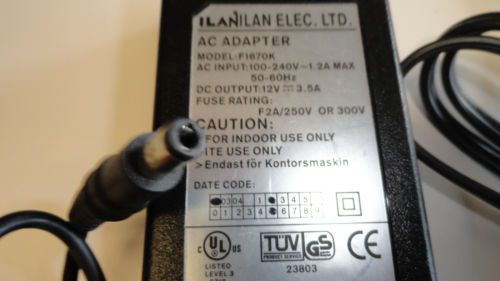 ILAN ILAN ELEC. LTD.
AC ADAPTER
MODEL:F1670K
AC INPUT:100-240V~1.2A MAX
50-60Hz
DC OUTPUT:12V⎓3.5A
FUSE RATING:
F2A/250V OR 300V
CAUTION:
FOR INDOOR USE ONLY
ITE USE ONLY
>Endast för Kontorsmaskin
DATE CODE:
0304 1 3 4 5
0 1 2 3 4 6 7 8 9
C UL US
LISTED
LEVEL 3
TÜV GS CE
PRODUCT SERVICE
23803